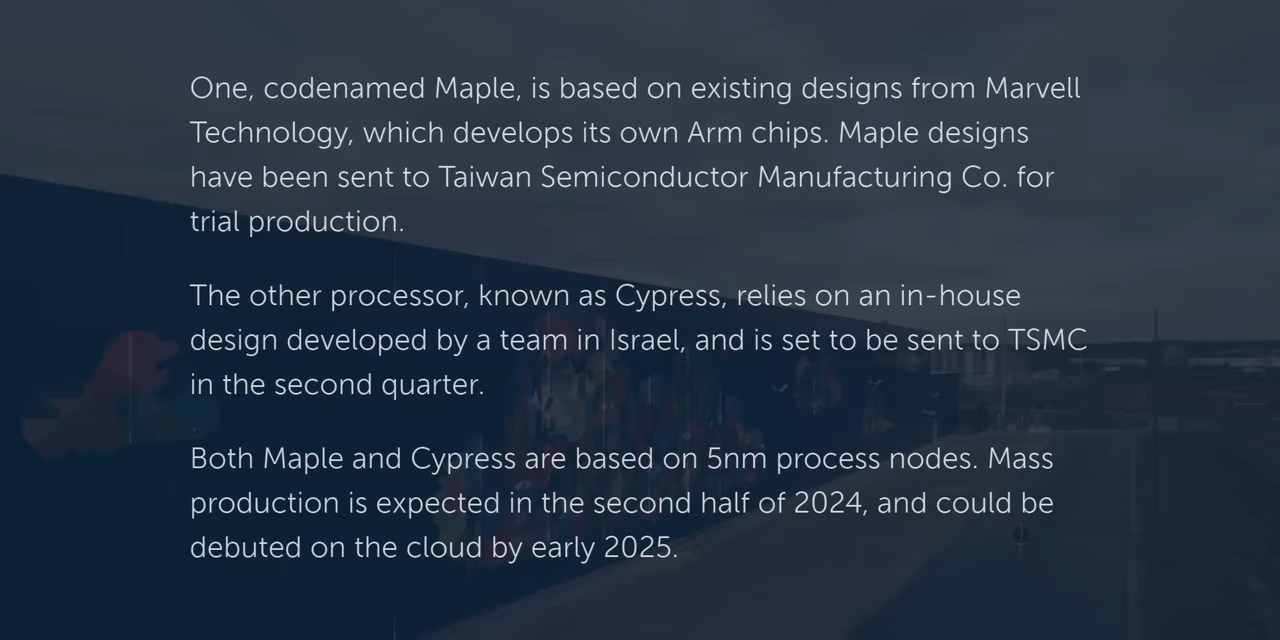 One, codenamed Maple, is based on existing designs from Marvell
Technology, which develops its own Arm chips. Maple designs
have been sent to Taiwan Semiconductor Manufacturing Co. for
trial production.
The other processor, known as Cypress, relies on an in-house
design developed by a team in Israel, and is set to be sent to TSMC
in the second quarter.
Both Maple and Cypress are based on 5nm process nodes. Mass
production is expected in the second half of 2024, and could be
debuted on the cloud by early 2025.